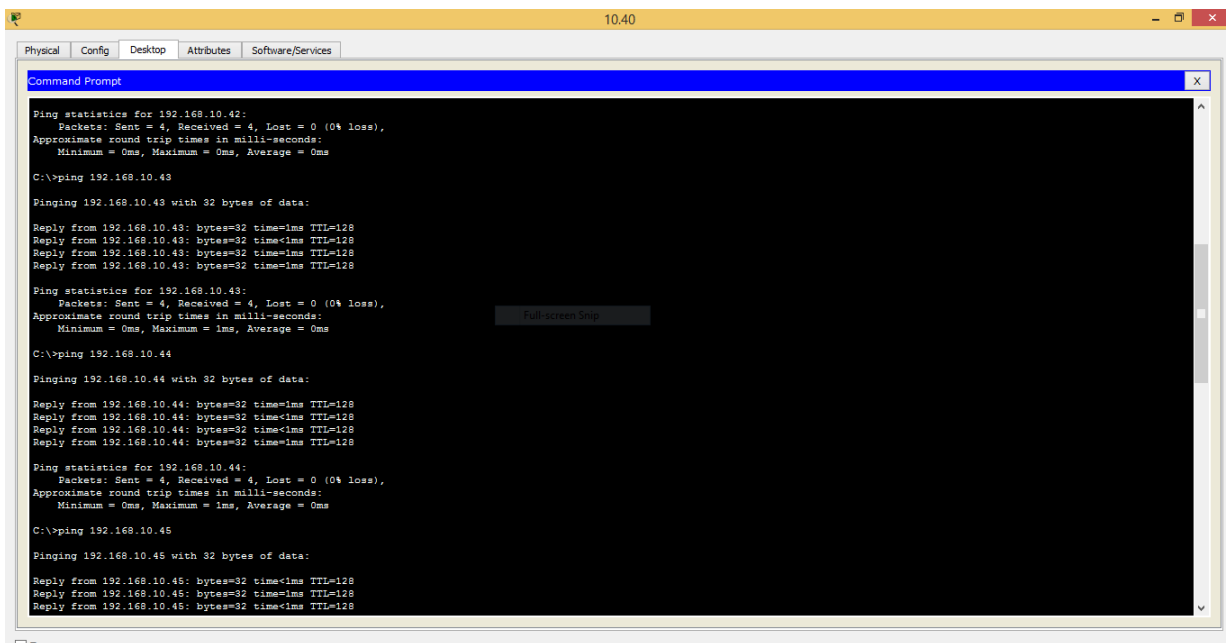 10.40
Physical Config Desktop Attributes Software/Services
Command Prompt
X
Ping statistics for 192.168.10.42:
Packets: Sent = 4, Received = 4, Lost = 0 (0% loss),
Approximate round trip times in milli-seconds:
Minimum = 0ms, Maximum = 0ms, Average = 0ms
C:\>ping 192.168.10.43
Pinging 192.168.10.43 with 32 bytes of data:
Reply from 192.168.10.43: bytes=32 time=1ms TTL=128
Reply from 192.168.10.43: bytes=32 time<1ms TTL=128
Reply from 192.168.10.43: bytes=32 time=1ms TTL=128
Reply from 192.168.10.43: bytes=32 time=1ms TTL=128
Ping statistics for 192.168.10.43:
Packets: Sent = 4, Received = 4, Lost = 0 (0% loss),
Approximate round trip times in milli-seconds:
Full-screen Snip
Minimum = 0ms, Maximum = 1ms, Average = 0ms
C:\>ping 192.168.10.44
Pinging 192.168.10.44 with 32 bytes of data:
Reply from 192.168.10.44: bytes=32 time=1ms TTL=128
Reply from 192.168.10.44: bytes=32 time<1ms TTL=128
Reply from 192.168.10.44: bytes=32 time<1ms TTL=128
Reply from 192.168.10.44: bytes=32 time=1ms TTL=128
Ping statistics for 192.168.10.44:
Packets: Sent = 4, Received = 4, Lost = 0 (0% loss),
Approximate round trip times in milli-seconds:
Minimum = 0ms, Maximum = 1ms, Average = 0ms
C:\>ping 192.168.10.45
Pinging 192.168.10.45 with 32 bytes of data:
Reply from 192.168.10.45: bytes=32 time<1ms TTL=128
Reply from 192.168.10.45: bytes=32 time=1ms TTL=128
Reply from 192.168.10.45: bytes=32 time<1ms TTL=128